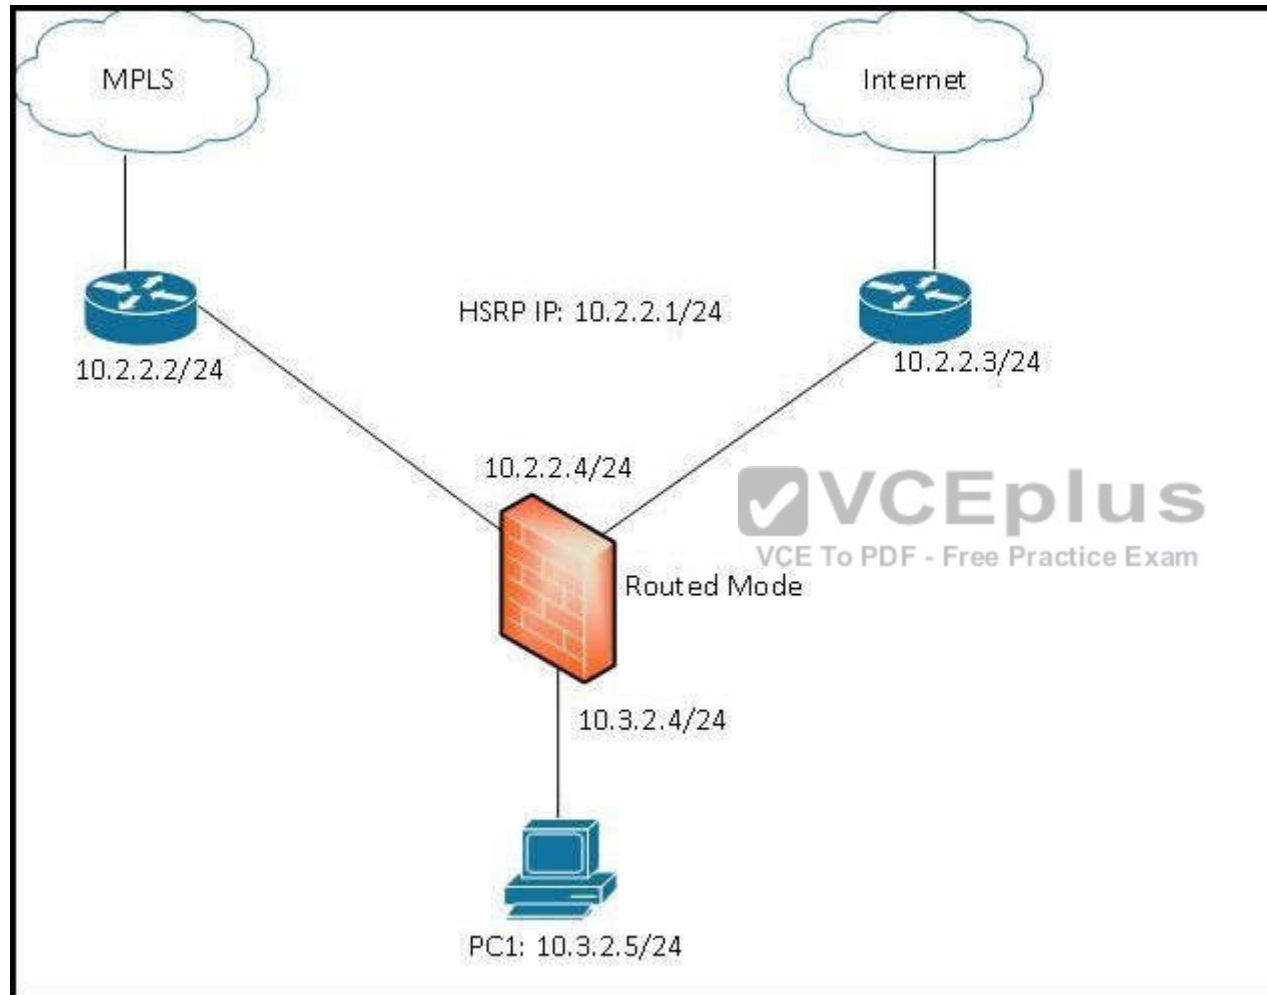 MPLS
Internet
HSRP IP: 10.2.2.1/24
10.2.2.2/24
10.2.2.3/24
10.2.2.4/24
VCEplus
VCE To PDF - Free Practice Exam
Routed Mode
10.3.2.4/24
PC1: 10.3.2.5/24